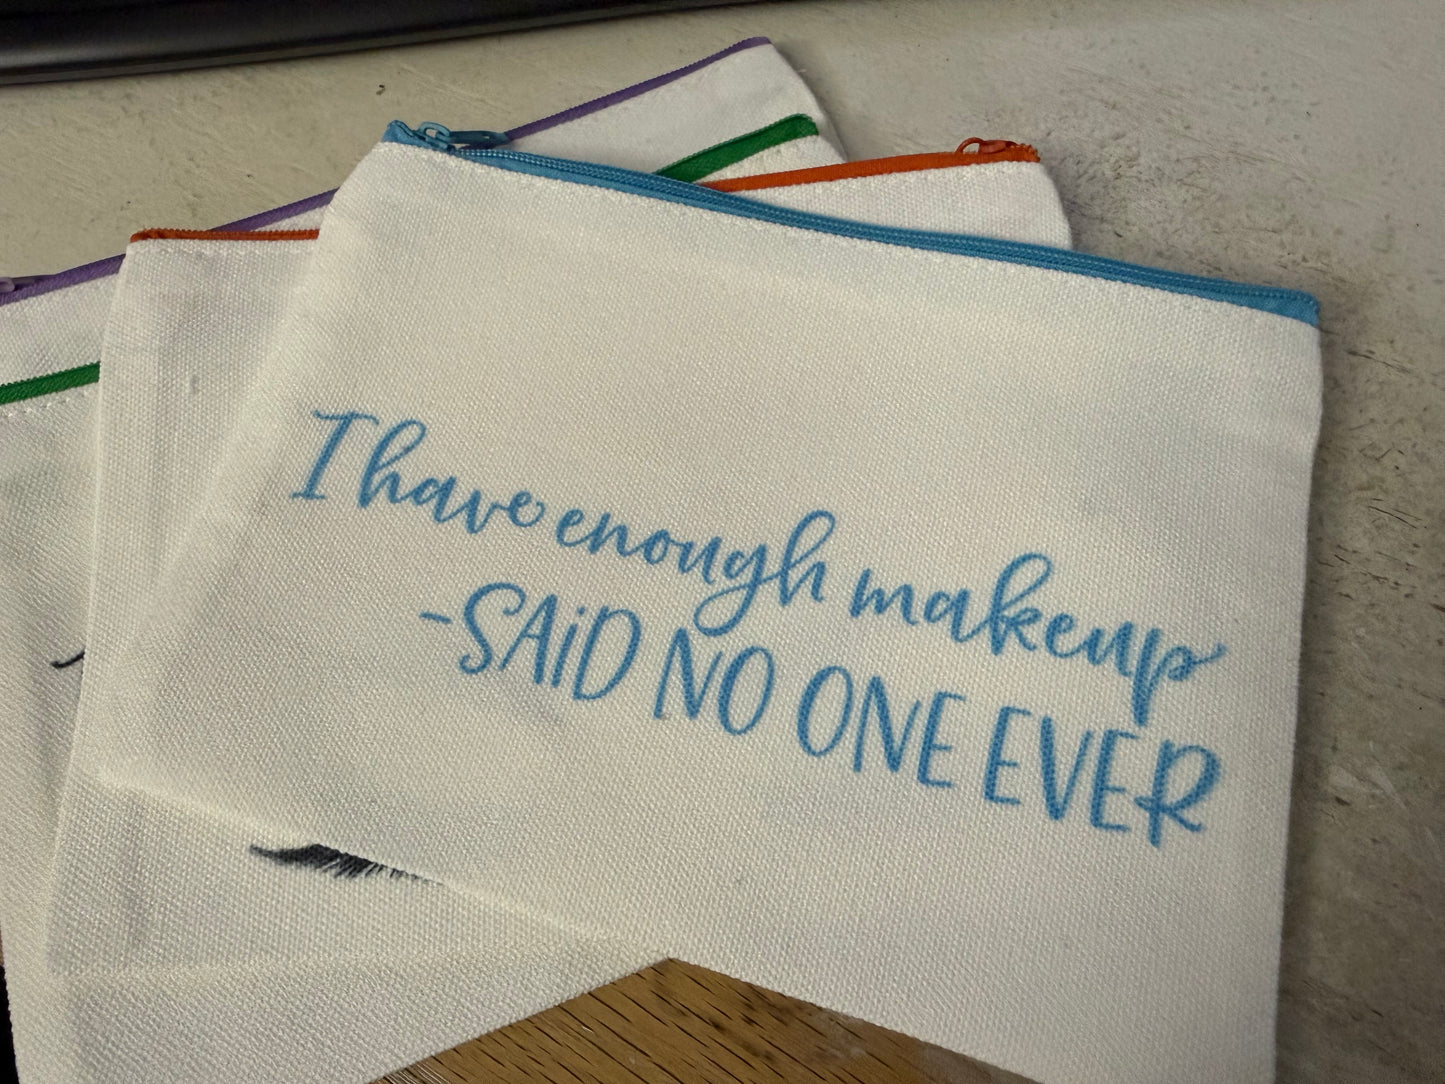 I have enough makeup
-SAiD NO ONE EVER